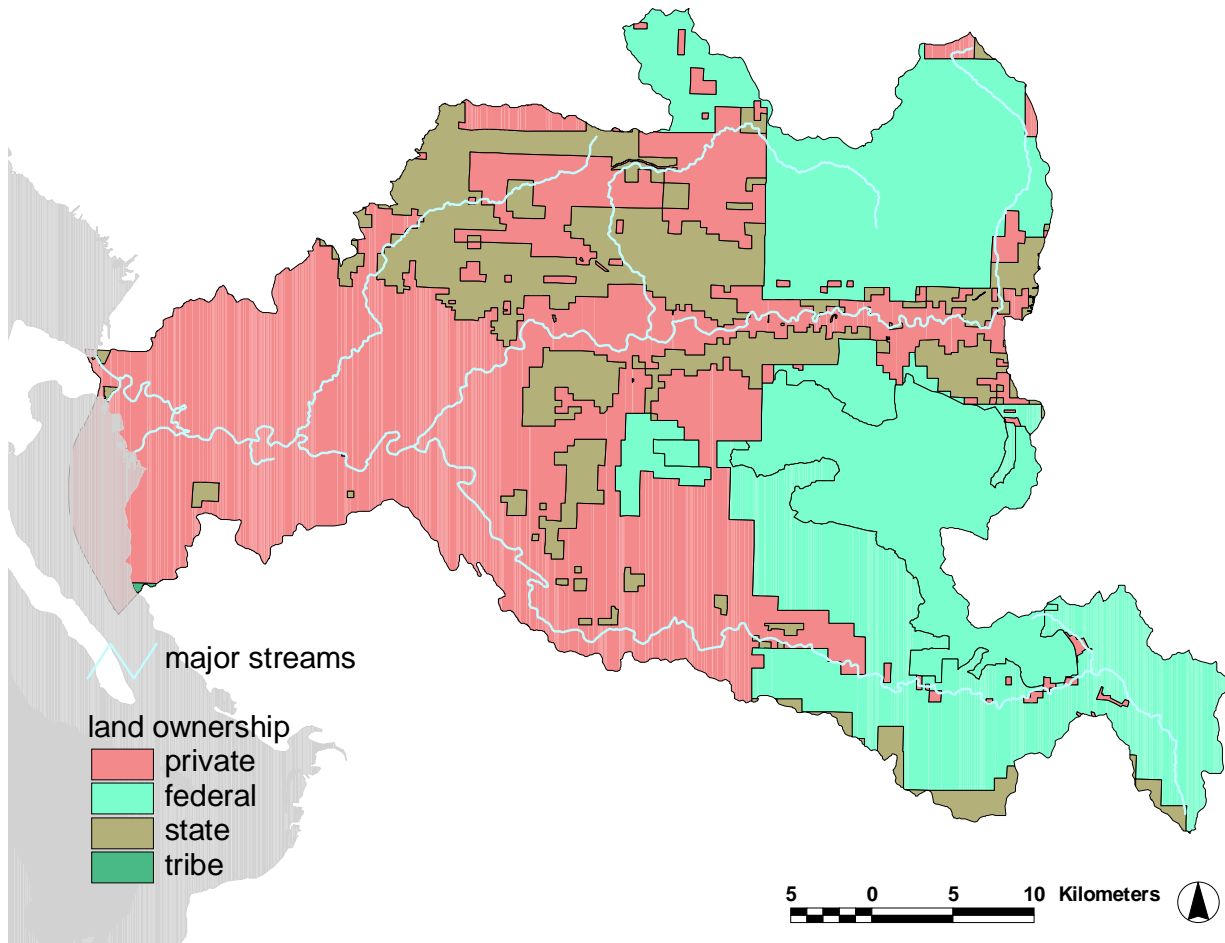 major streams
land ownership
private
federal
state
tribe
5 0 5 10 Kilometers